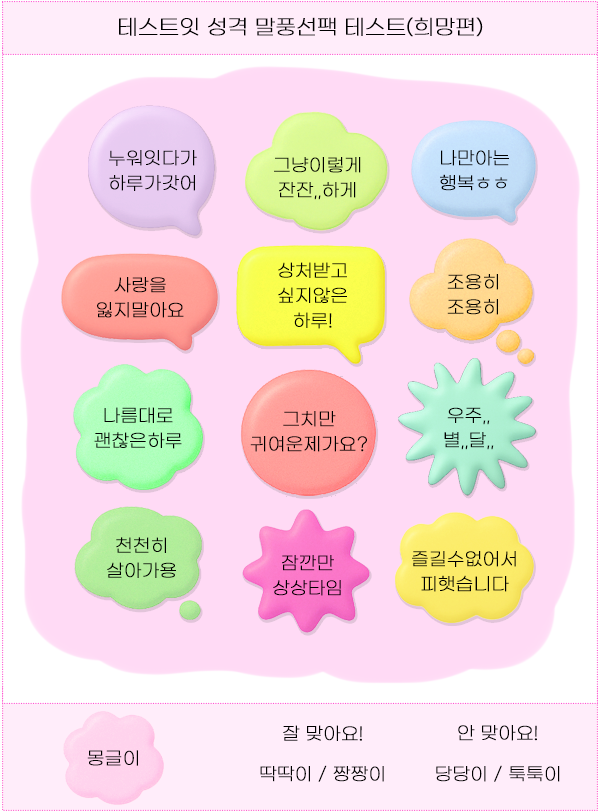 테스트잇 성격 말풍선팩 테스트(희망편)
누워잇다가
하루가갓어
그냥이렇게
잔잔,,하게
나만아는
행복ㅎㅎ
사랑을
잃지말아요
상처받고
싶지않은
하루!
조용히
조용히
나름대로
괜찮은하루
그치만
귀여운제가요?
우주,,
별,,달,,
천천히
살아가용
잠깐만
상상타임
즐길수없어서
피햇습니다
몽글이
잘 맞아요!
딱딱이 / 짱짱이
안 맞아요!
당당이 / 툭툭이